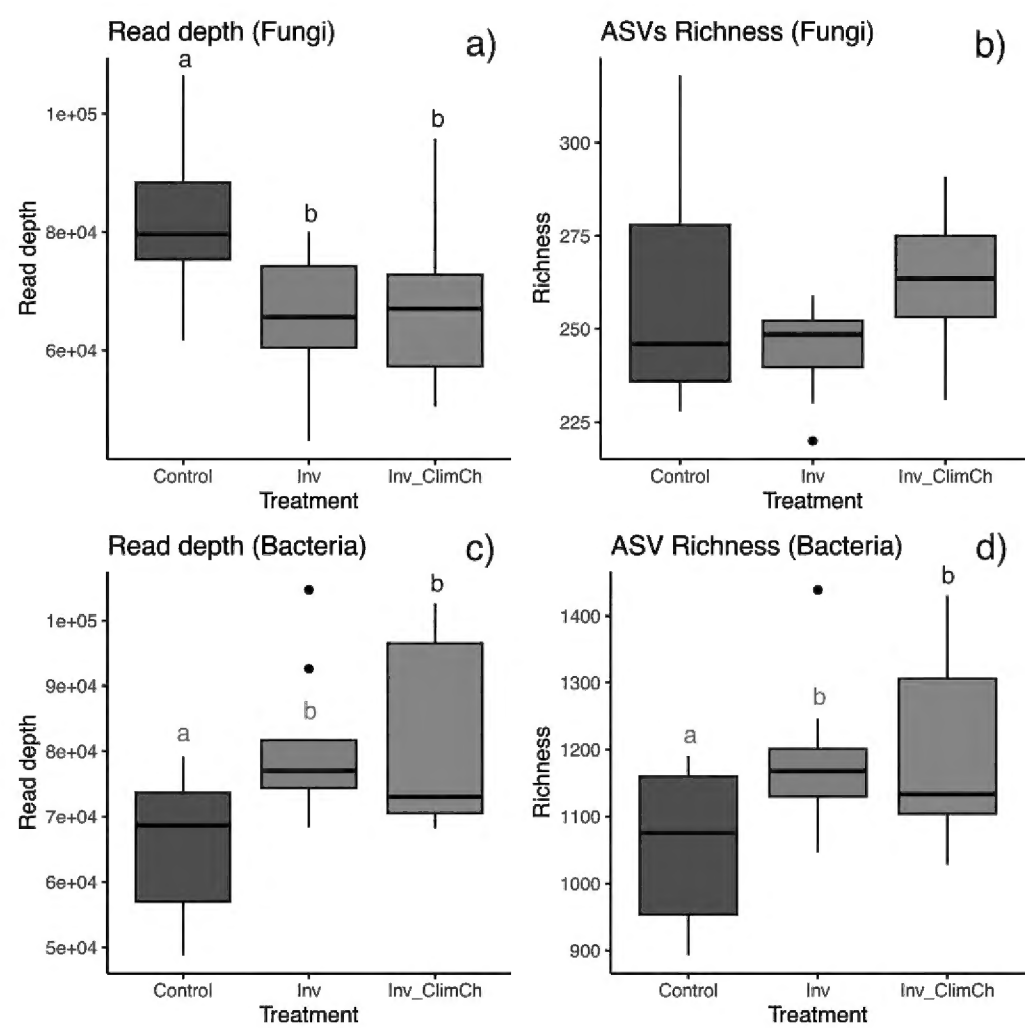 Read depth (Fungi)
a)
a
b
b
1e+05
8e+04
6e+04
Read depth
Control Inv Inv_ClimCh
Treatment
ASVs Richness (Fungi)
b)
300
275
250
225
Richness
Control Inv Inv_ClimCh
Treatment
Read depth (Bacteria)
c)
a
b
b
1e+05
9e+04
8e+04
7e+04
6e+04
5e+04
Read depth
Control Inv Inv_ClimCh
Treatment
ASV Richness (Bacteria)
d)
a
b
b
1400
1300
1200
1100
1000
900
Richness
Control Inv Inv_ClimCh
Treatment